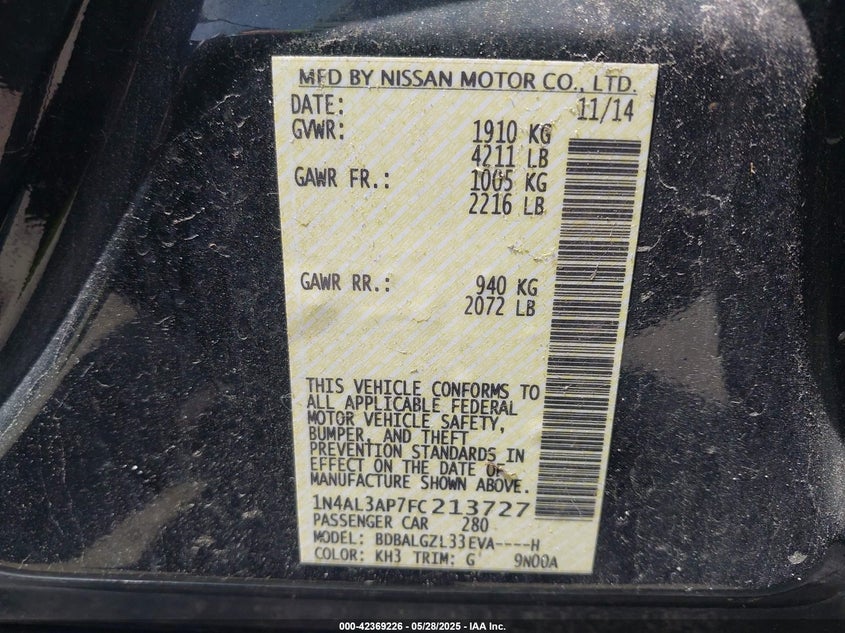 MFD BY NISSAN MOTOR CO., LTD.
DATE: 11/14
GVWR: 1910 KG
4211 LB
GAWR FR.: 1005 KG
2216 LB
GAWR RR.: 940 KG
2072 LB
THIS VEHICLE CONFORMS TO
ALL APPLICABLE FEDERAL
MOTOR VEHICLE SAFETY,
BUMPER, AND THEFT
PREVENTION STANDARDS IN
EFFECT ON THE DATE OF
MANUFACTURE SHOWN ABOVE.
1N4AL3AP7FC213727
PASSENGER CAR 280
MODEL: BDBALGZL33EVA----H
COLOR: KH3 TRIM: G 9N00A
000-42369226 - 05/28/2025 - IAA Inc.